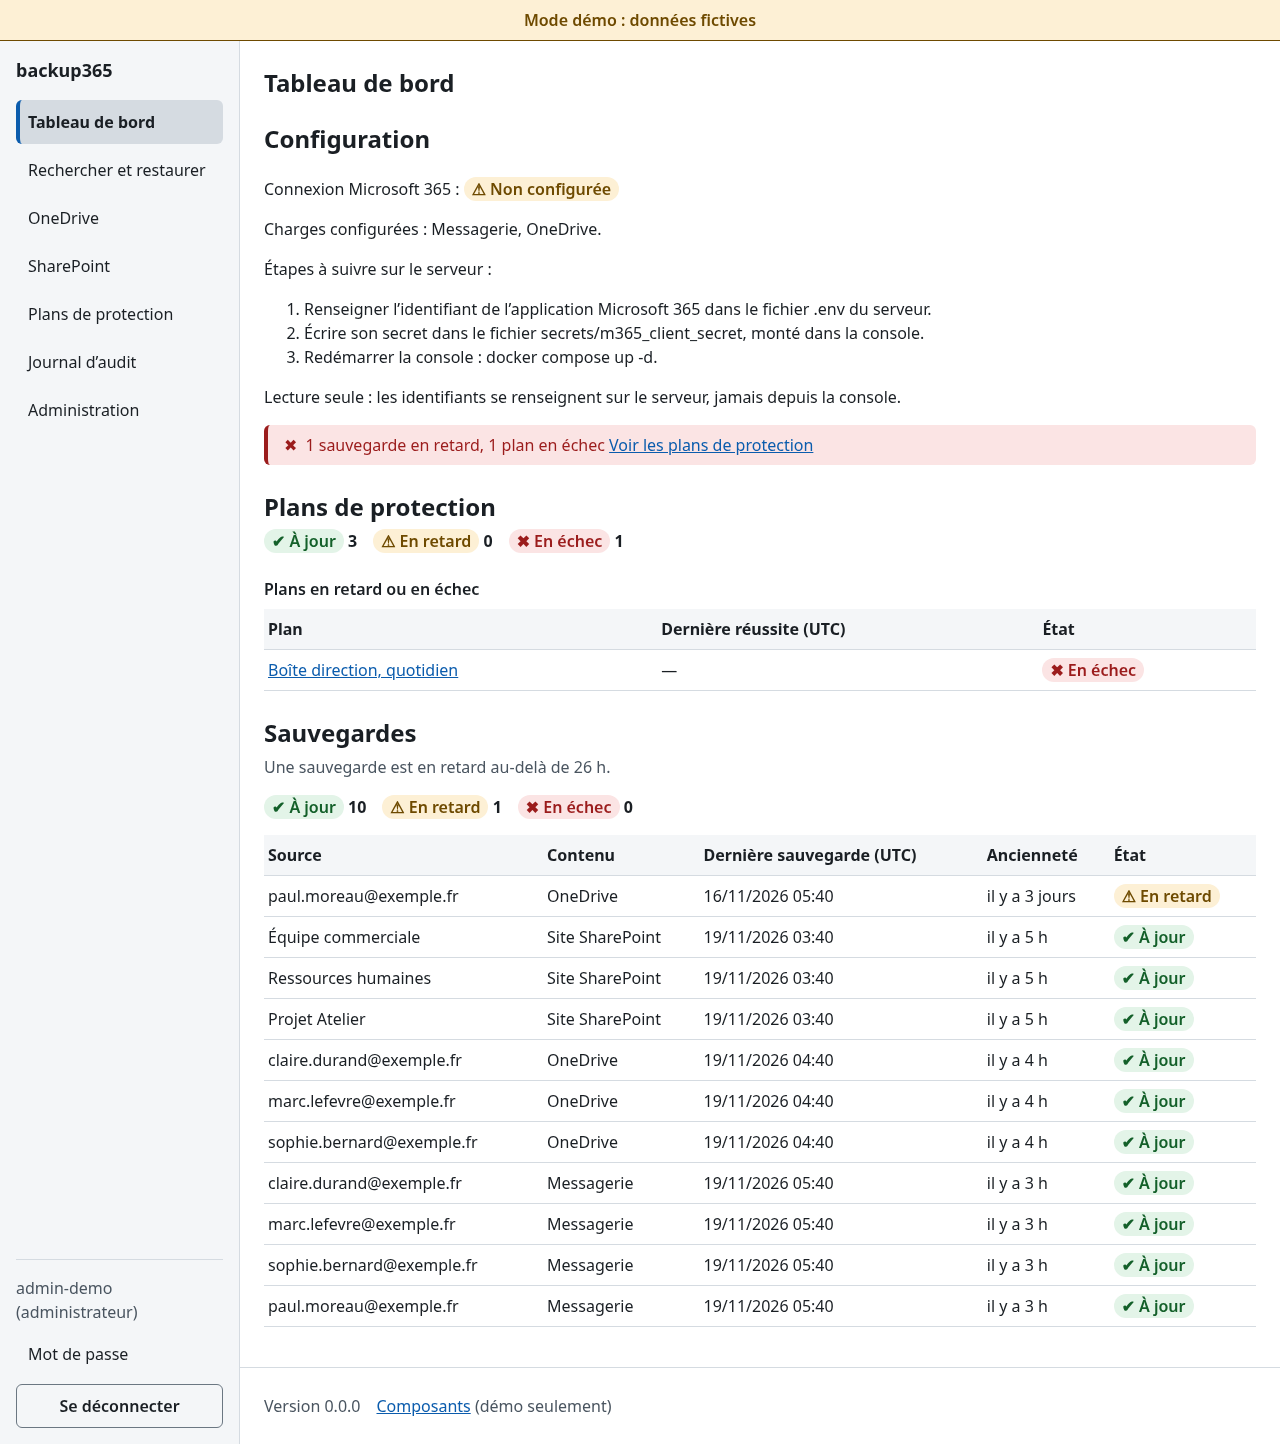 Mode démo : données fictives
backup365
Tableau de bord
Rechercher et restaurer
OneDrive
SharePoint
Plans de protection
Journal d’audit
Administration
admin-demo
(administrateur)
Mot de passe
Se déconnecter
Tableau de bord
Configuration
Connexion Microsoft 365 : ⚠ Non configurée
Charges configurées : Messagerie, OneDrive.
Étapes à suivre sur le serveur :
1. Renseigner l’identifiant de l’application Microsoft 365 dans le fichier .env du serveur.
2. Écrire son secret dans le fichier secrets/m365_client_secret, monté dans la console.
3. Redémarrer la console : docker compose up -d.
Lecture seule : les identifiants se renseignent sur le serveur, jamais depuis la console.
✖ 1 sauvegarde en retard, 1 plan en échec Voir les plans de protection
Plans de protection
✔ À jour 3 ⚠ En retard 0 ✖ En échec 1
Plans en retard ou en échec
Plan Dernière réussite (UTC) État
Boîte direction, quotidien — ✖ En échec
Sauvegardes
Une sauvegarde est en retard au-delà de 26 h.
✔ À jour 10 ⚠ En retard 1 ✖ En échec 0
Source Contenu Dernière sauvegarde (UTC) Ancienneté État
paul.moreau@exemple.fr OneDrive 16/11/2026 05:40 il y a 3 jours ⚠ En retard
Équipe commerciale Site SharePoint 19/11/2026 03:40 il y a 5 h ✔ À jour
Ressources humaines Site SharePoint 19/11/2026 03:40 il y a 5 h ✔ À jour
Projet Atelier Site SharePoint 19/11/2026 03:40 il y a 5 h ✔ À jour
claire.durand@exemple.fr OneDrive 19/11/2026 04:40 il y a 4 h ✔ À jour
marc.lefevre@exemple.fr OneDrive 19/11/2026 04:40 il y a 4 h ✔ À jour
sophie.bernard@exemple.fr OneDrive 19/11/2026 04:40 il y a 4 h ✔ À jour
claire.durand@exemple.fr Messagerie 19/11/2026 05:40 il y a 3 h ✔ À jour
marc.lefevre@exemple.fr Messagerie 19/11/2026 05:40 il y a 3 h ✔ À jour
sophie.bernard@exemple.fr Messagerie 19/11/2026 05:40 il y a 3 h ✔ À jour
paul.moreau@exemple.fr Messagerie 19/11/2026 05:40 il y a 3 h ✔ À jour
Version 0.0.0 Composants (démo seulement)